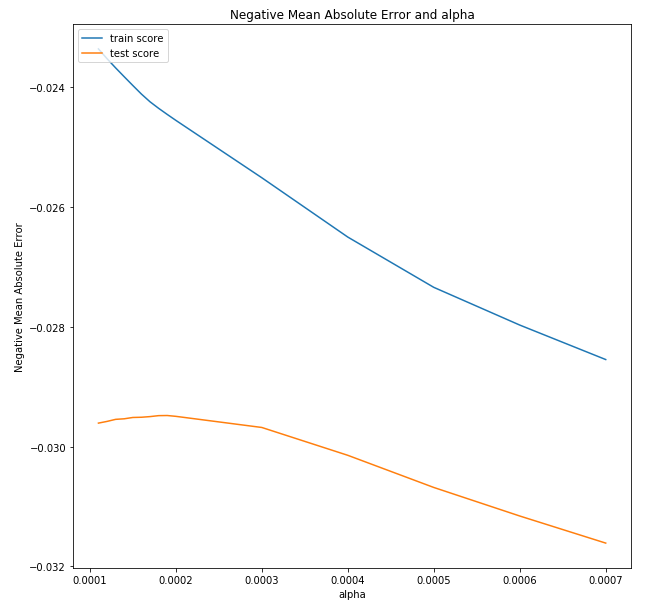 Negative Mean Absolute Error and alpha
train score
test score
−0.024
−0.026
−0.028
−0.030
−0.032
Negative Mean Absolute Error
0.0001 0.0002 0.0003 0.0004 0.0005 0.0006 0.0007
alpha